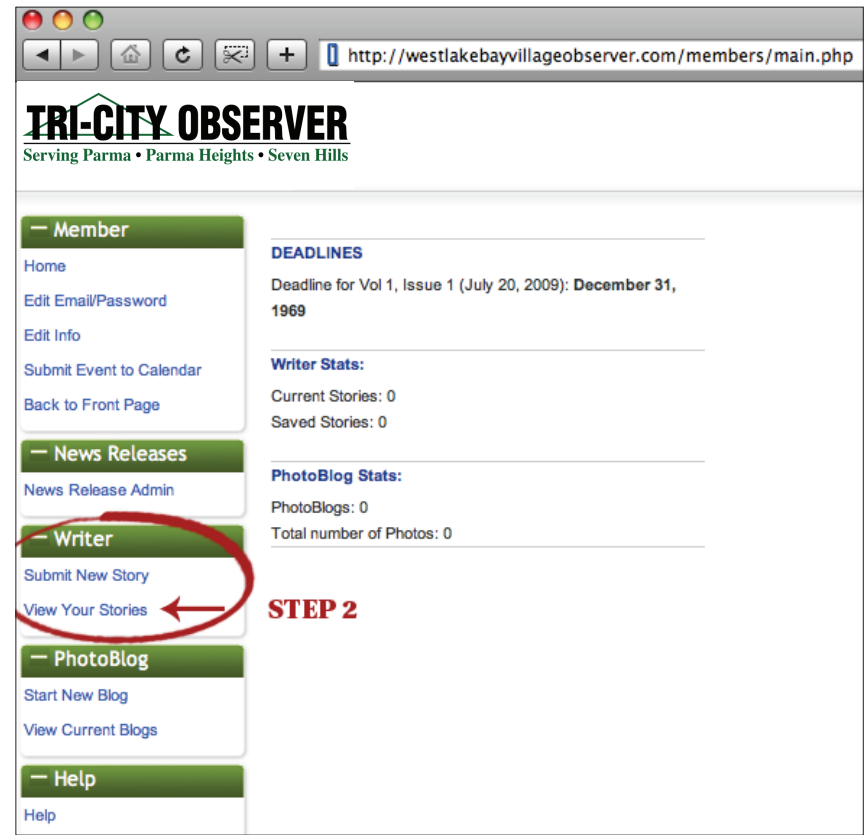 http://westlakebayvillageobserver.com/members/main.php
TRI-CITY OBSERVER
Serving Parma • Parma Heights • Seven Hills
— Member
Home
Edit Email/Password
Edit Info
Submit Event to Calendar
Back to Front Page
— News Releases
News Release Admin
— Writer
Submit New Story
View Your Stories
— PhotoBlog
Start New Blog
View Current Blogs
— Help
Help
DEADLINES
Deadline for Vol 1, Issue 1 (July 20, 2009): December 31,
1969
Writer Stats:
Current Stories: 0
Saved Stories: 0
PhotoBlog Stats:
PhotoBlogs: 0
Total number of Photos: 0
STEP 2